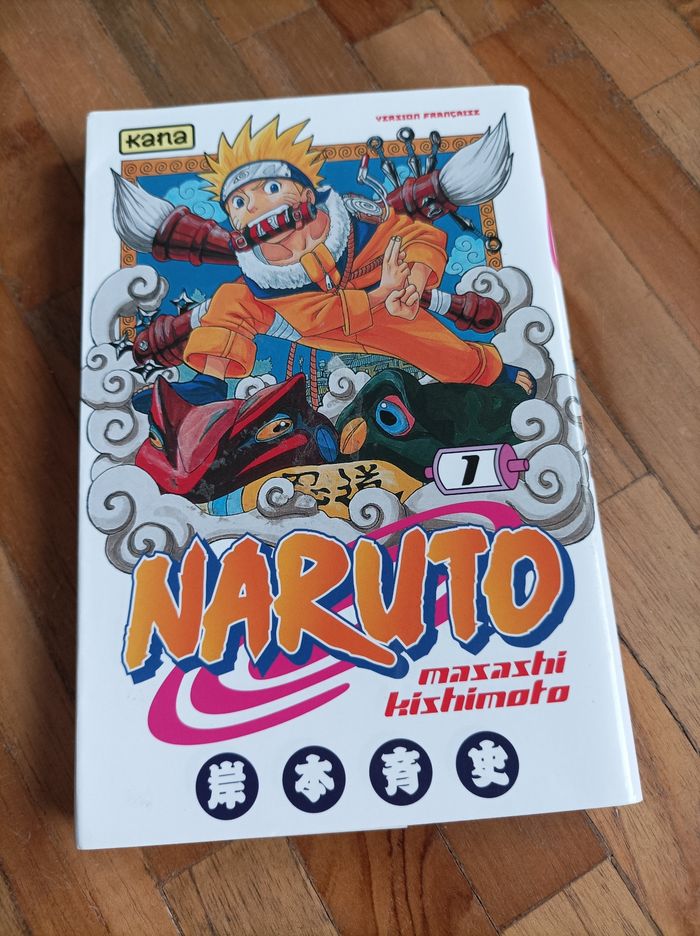 Kana
VERSION FRANÇAISE
1
NARUTO
masashi
kishimoto
岸本斉史